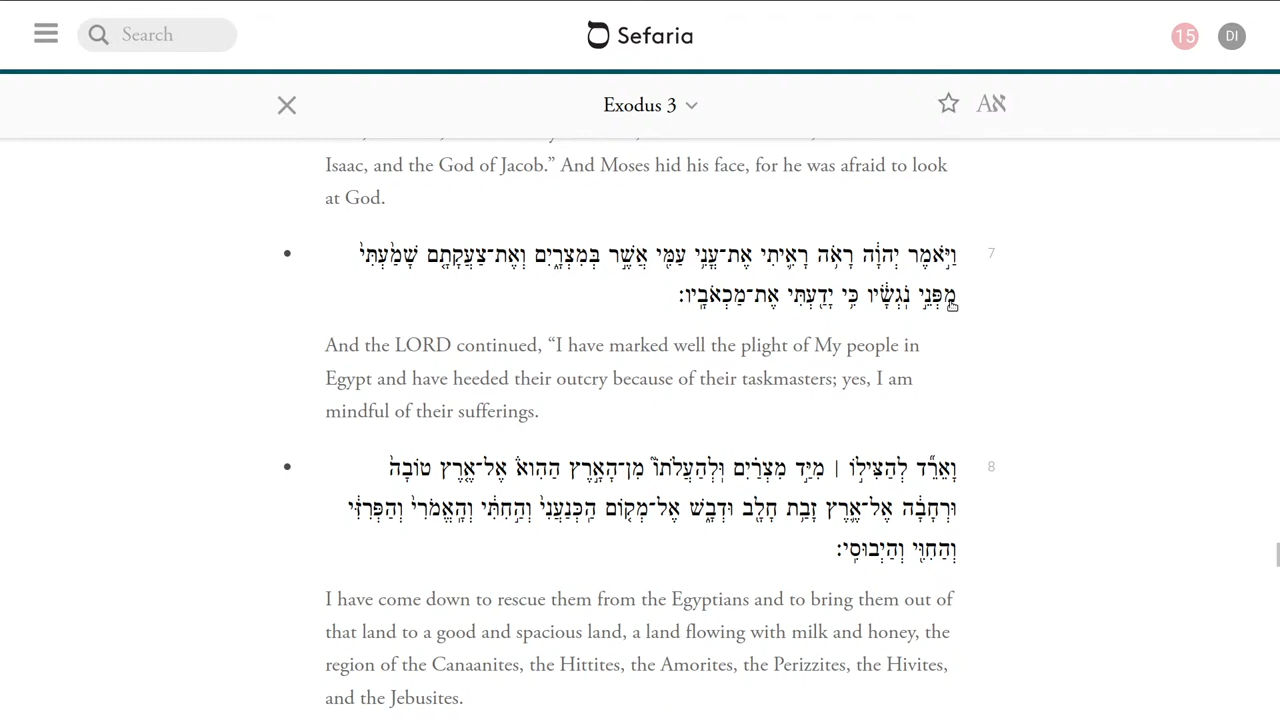 Search
Sefaria
15
DI
Exodus 3
Isaac, and the God of Jacob.” And Moses hid his face, for he was afraid to look
at God.
7
וַיֹּ֣אמֶר יְהֹוָ֔ה רָאֹ֥ה רָאִ֛יתִי אֶת־עֳנִ֥י עַמִּ֖י אֲשֶׁ֣ר בְּמִצְרָ֑יִם וְאֶת־צַעֲקָתָ֤ם שָׁמַ֙עְתִּי֙
מִפְּנֵ֣י נֹֽגְשָׂ֔יו כִּ֥י יָדַ֖עְתִּי אֶת־מַכְאֹבָֽיו׃
And the LORD continued, “I have marked well the plight of My people in
Egypt and have heeded their outcry because of their taskmasters; yes, I am
mindful of their sufferings.
8
וָאֵרֵ֞ד לְהַצִּיל֣וֹ ׀ מִיַּ֣ד מִצְרַ֗יִם וּֽלְהַעֲלֹתוֹ֮ מִן־הָאָ֣רֶץ הַהִוא֒ אֶל־אֶ֤רֶץ טוֹבָה֙
וּרְחָבָ֔ה אֶל־אֶ֛רֶץ זָבַ֥ת חָלָ֖ב וּדְבָ֑שׁ אֶל־מְק֤וֹם הַֽכְּנַעֲנִי֙ וְהַ֣חִתִּ֔י וְהָֽאֱמֹרִי֙ וְהַפְּרִזִּ֔י
וְהַחִוִּ֖י וְהַיְבוּסִֽי׃
I have come down to rescue them from the Egyptians and to bring them out of
that land to a good and spacious land, a land flowing with milk and honey, the
region of the Canaanites, the Hittites, the Amorites, the Perizzites, the Hivites,
and the Jebusites.